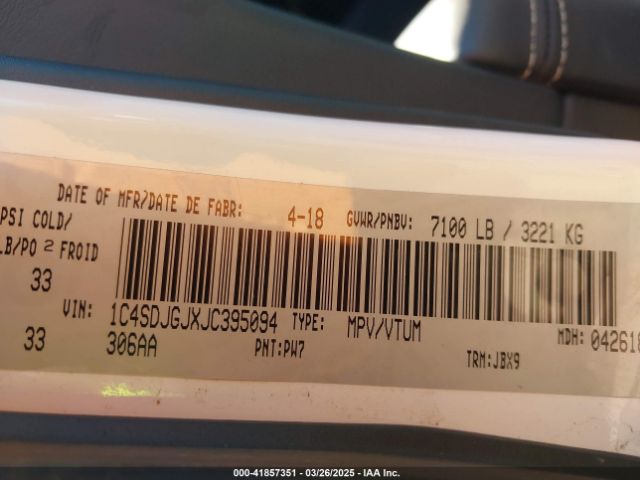 DATE OF MFR/DATE DE FABR: 4-18 GVWR/PNBV: 7100 LB / 3221 KG
PSI COLD/
LB/PO 2 FROID
33
VIN: 1C4SDJGJXJC395094 TYPE: MPV/VTUM MDH: 042618
33 306AA PNT:PW7 TRM:JBX9
000-41857351 | 03/26/2025 | IAA Inc.